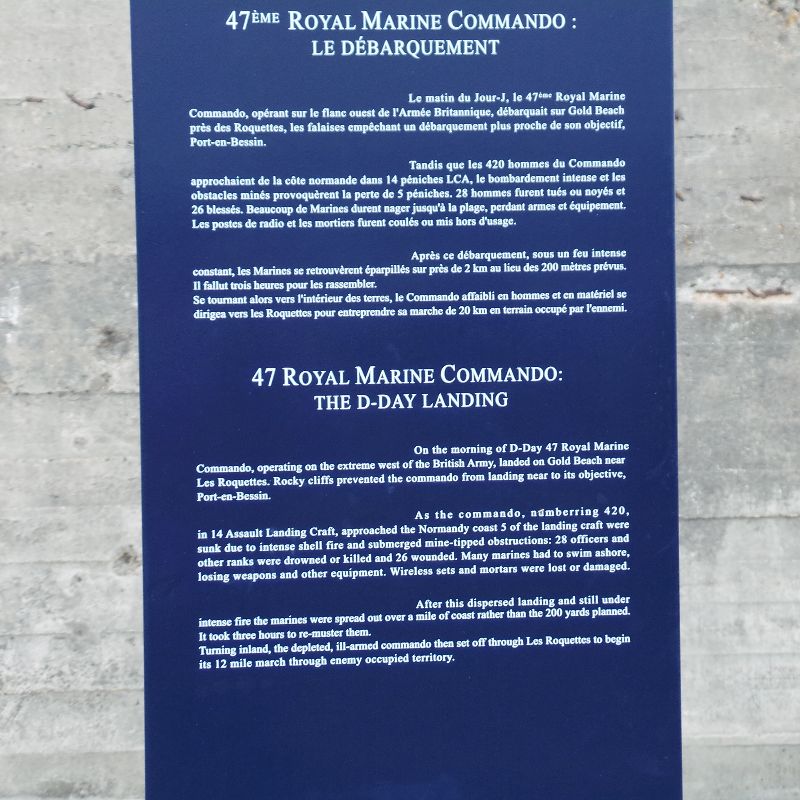 47ÈME ROYAL MARINE COMMANDO :
LE DÉBARQUEMENT
Le matin du Jour-J, le 47ème Royal Marine
Commando, opérant sur le flanc ouest de l'Armée Britannique, débarquait sur Gold Beach
près des Roquettes, les falaises empêchant un débarquement plus proche de son objectif,
Port-en-Bessin.
Tandis que les 420 hommes du Commando
approchaient de la côte normande dans 14 péniches LCA, le bombardement intense et les
obstacles minés provoquèrent la perte de 5 péniches. 28 hommes furent tués ou noyés et
26 blessés. Beaucoup de Marines durent nager jusqu'à la plage, perdant armes et équipement.
Les postes de radio et les mortiers furent coulés ou mis hors d'usage.
Après ce débarquement, sous un feu intense
constant, les Marines se retrouvèrent éparpillés sur près de 2 km au lieu des 200 mètres prévus.
Il fallut trois heures pour les rassembler.
Se tournant alors vers l'intérieur des terres, le Commando affaibli en hommes et en matériel se
dirigea vers les Roquettes pour entreprendre sa marche de 20 km en terrain occupé par l'ennemi.
47 ROYAL MARINE COMMANDO:
THE D-DAY LANDING
On the morning of D-Day 47 Royal Marine
Commando, operating on the extreme west of the British Army, landed on Gold Beach near
Les Roquettes. Rocky cliffs prevented the commando from landing near to its objective,
Port-en-Bessin.
As the commando, numberring 420,
in 14 Assault Landing Craft, approached the Normandy coast 5 of the landing craft were
sunk due to intense shell fire and submerged mine-tipped obstructions: 28 officers and
other ranks were drowned or killed and 26 wounded. Many marines had to swim ashore,
losing weapons and other equipment. Wireless sets and mortars were lost or damaged.
After this dispersed landing and still under
intense fire the marines were spread out over a mile of coast rather than the 200 yards planned.
It took three hours to re-muster them.
Turning inland, the depleted, ill-armed commando then set off through Les Roquettes to begin
its 12 mile march through enemy occupied territory.